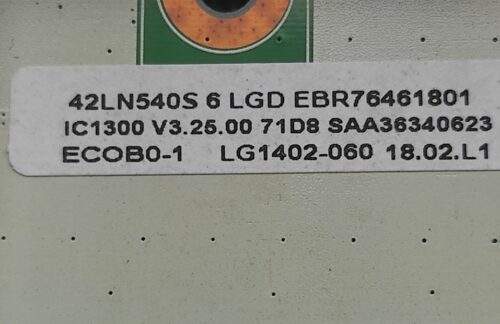 42LN540S 6 LGD EBR76461801
IC1300 V3.25.00 71D8 SAA36340623
ECOB0-1 LG1402-060 18.02.L1